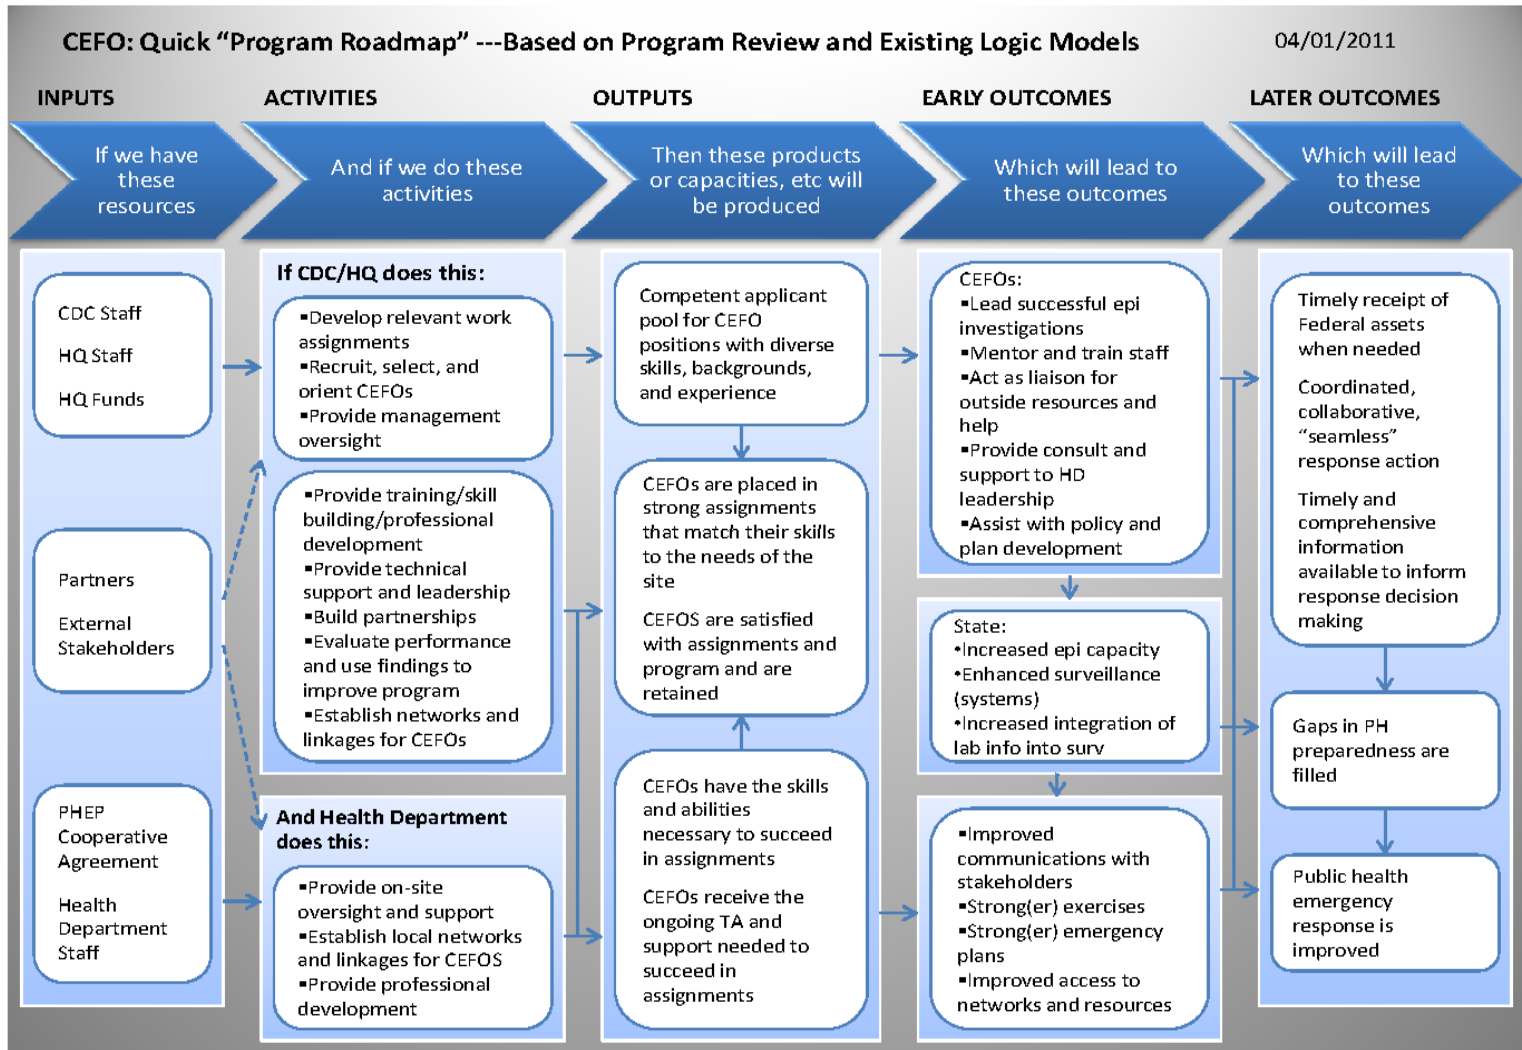 CEFO: Quick “Program Roadmap” ---Based on Program Review and Existing Logic Models
04/01/2011
INPUTS
ACTIVITIES
OUTPUTS
EARLY OUTCOMES
LATER OUTCOMES
If we have
these
resources
And if we do these
activities
Then these products
or capacities, etc will
be produced
Which will lead to
these outcomes
Which will lead
to these
outcomes
CDC Staff
HQ Staff
HQ Funds
Partners
External
Stakeholders
PHEP
Cooperative
Agreement
Health
Department
Staff
If CDC/HQ does this:
▪Develop relevant work
assignments
▪Recruit, select, and
orient CEFOs
▪Provide management
oversight
▪Provide training/skill
building/professional
development
▪Provide technical
support and leadership
▪Build partnerships
▪Evaluate performance
and use findings to
improve program
▪Establish networks and
linkages for CEFOs
And Health Department
does this:
▪Provide on-site
oversight and support
▪Establish local networks
and linkages for CEFOS
▪Provide professional
development
Competent applicant
pool for CEFO
positions with diverse
skills, backgrounds,
and experience
CEFOs are placed in
strong assignments
that match their skills
to the needs of the
site
CEFOS are satisfied
with assignments and
program and are
retained
CEFOs have the skills
and abilities
necessary to succeed
in assignments
CEFOs receive the
ongoing TA and
support needed to
succeed in
assignments
CEFOs:
▪Lead successful epi
investigations
▪Mentor and train staff
▪Act as liaison for
outside resources and
help
▪Provide consult and
support to HD
leadership
▪Assist with policy and
plan development
State:
•Increased epi capacity
•Enhanced surveillance
(systems)
•Increased integration of
lab info into surv
▪Improved
communications with
stakeholders
▪Strong(er) exercises
▪Strong(er) emergency
plans
▪Improved access to
networks and resources
Timely receipt of
Federal assets
when needed
Coordinated,
collaborative,
“seamless”
response action
Timely and
comprehensive
information
available to inform
response decision
making
Gaps in PH
preparedness are
filled
Public health
emergency
response is
improved